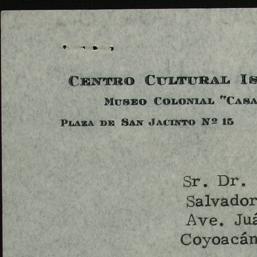 CENTRO CULTURAL IS
MUSEO COLONIAL "CASA
PLAZA DE SAN JACINTO Nº 15
Sr. Dr.
Salvador
Ave. Juá
Coyoacán